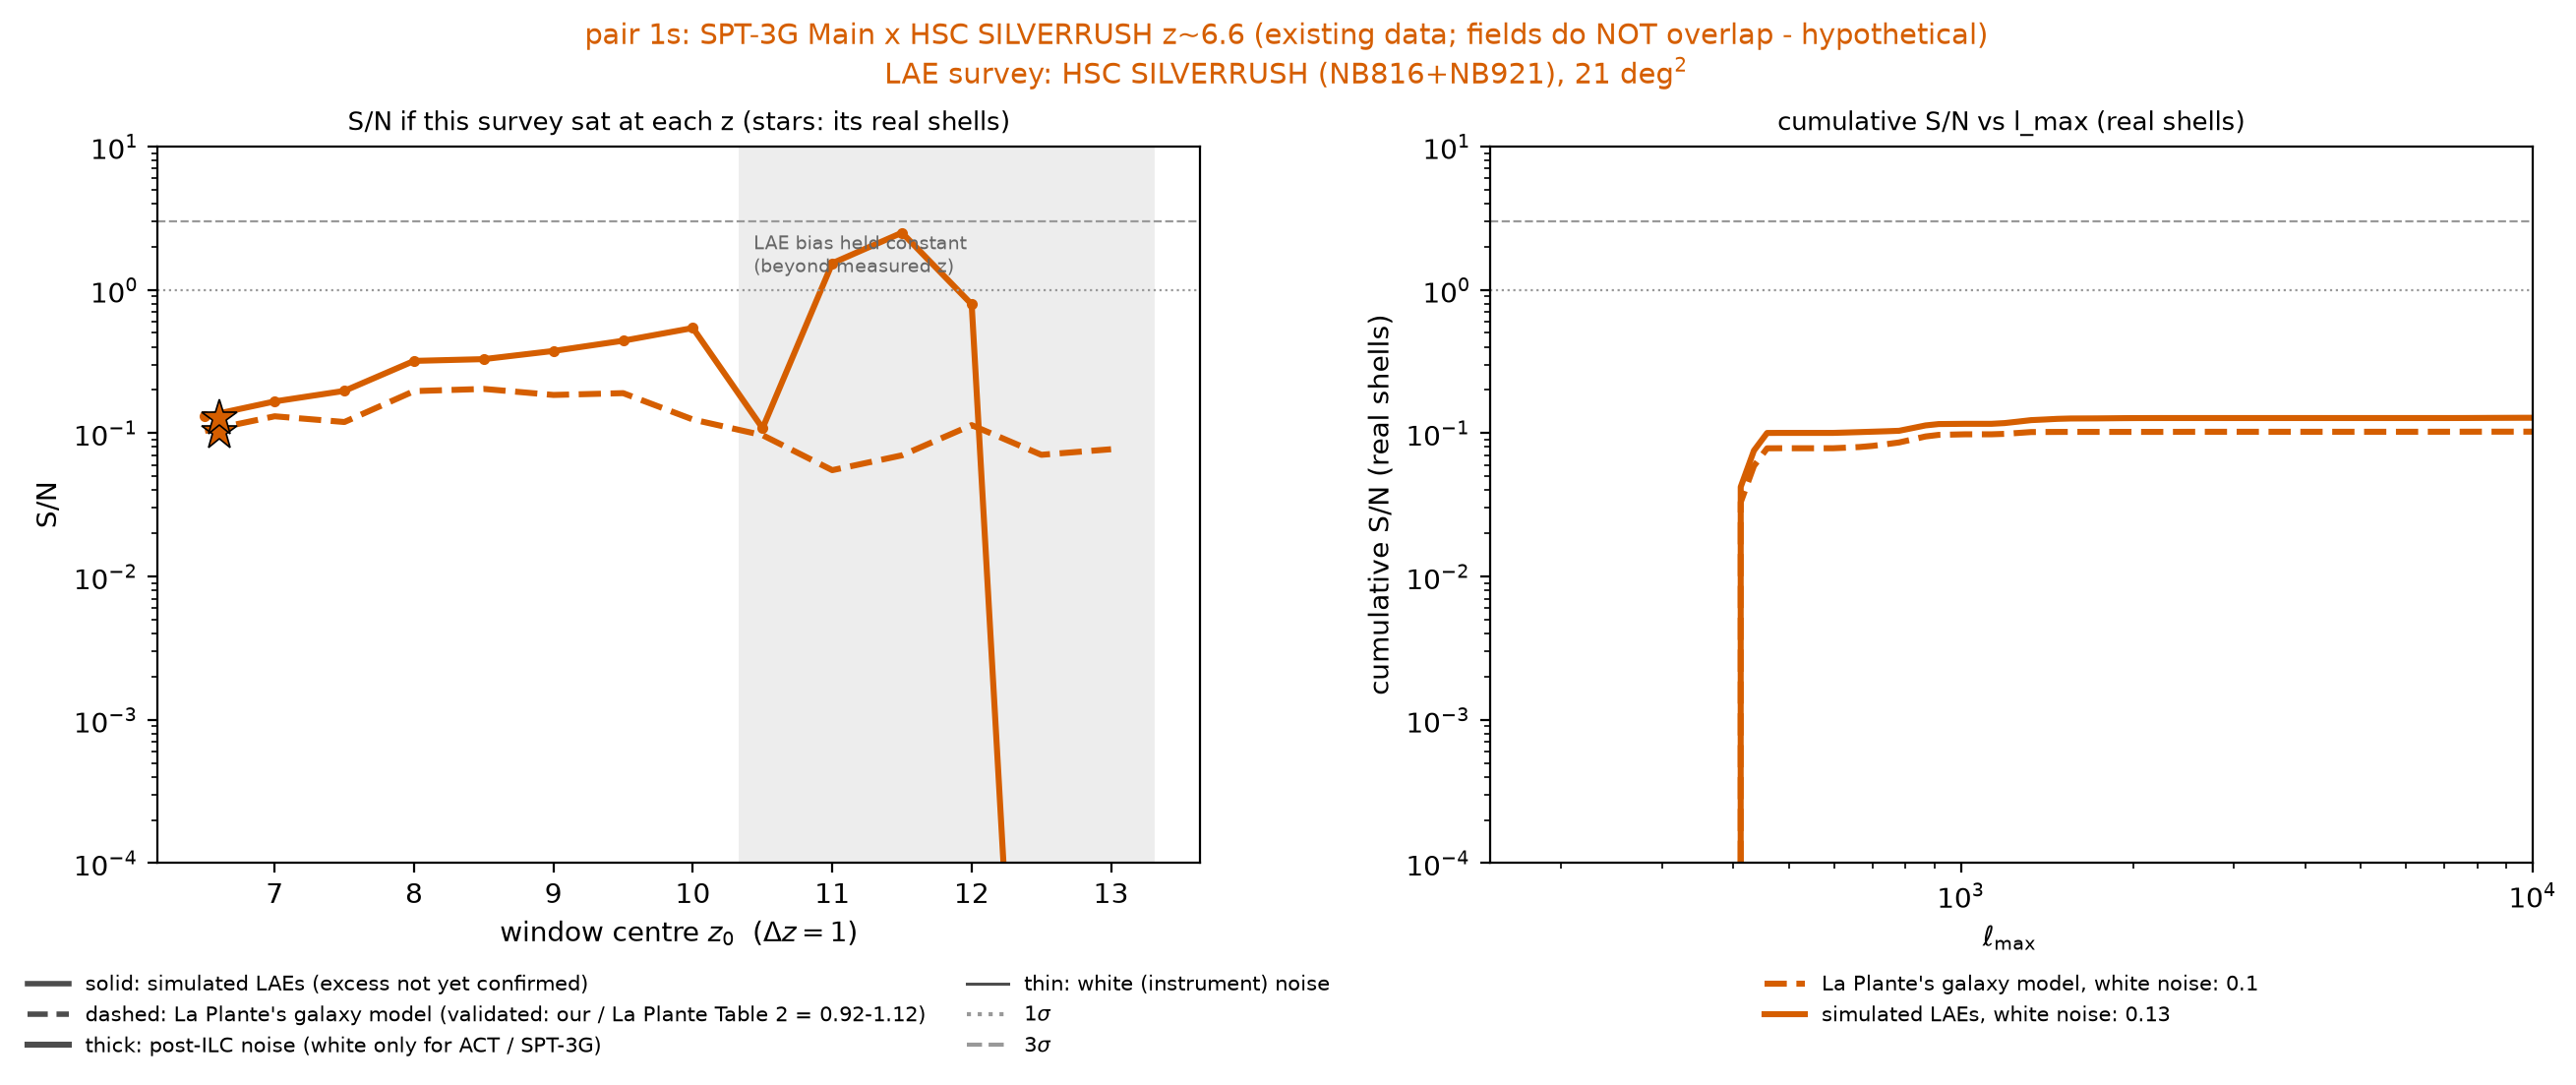 pair 1s: SPT-3G Main x HSC SILVERRUSH z~6.6 (existing data; fields do NOT overlap - hypothetical)
LAE survey: HSC SILVERRUSH (NB816+NB921), 21 deg²
S/N if this survey sat at each z (stars: its real shells)
10¹
10⁰
10⁻¹
10⁻²
10⁻³
10⁻⁴
S/N
LAE bias held constant
(beyond measured z)
7 8 9 10 11 12 13
window centre z₀ (Δz = 1)
cumulative S/N vs l_max (real shells)
10¹
10⁰
10⁻¹
10⁻²
10⁻³
10⁻⁴
cumulative S/N (real shells)
10³ 10⁴
ℓmax
solid: simulated LAEs (excess not yet confirmed)
dashed: La Plante's galaxy model (validated: our / La Plante Table 2 = 0.92-1.12)
thick: post-ILC noise (white only for ACT / SPT-3G)
thin: white (instrument) noise
1σ
3σ
La Plante's galaxy model, white noise: 0.1
simulated LAEs, white noise: 0.13